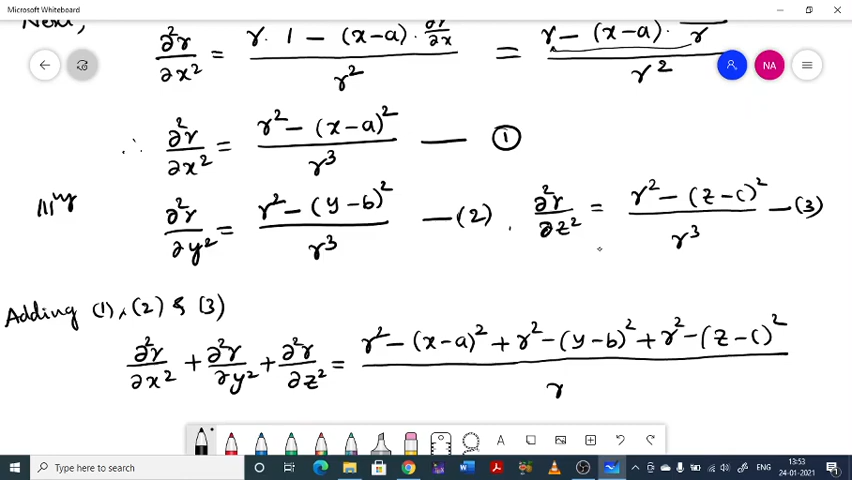 Microsoft Whiteboard
Next,
∂²r/∂x² = (r·1 − (x−a)·∂r/∂x)/r² = (r − (x−a)· /r)/r²
∴ ∂²r/∂x² = (r² − (x−a)²)/r³ — ①
|||ly ∂²r/∂y² = (r² − (y−b)²)/r³ —(2) . ∂²r/∂z² = (r² − (z−c)²)/r³ —(3)
Adding (1), (2) & (3)
∂²r/∂x² + ∂²r/∂y² + ∂²r/∂z² = (r² − (x−a)² + r² − (y−b)² + r² − (z−c)²)/r
NA
Type here to search
ENG
13:53
24-01-2021